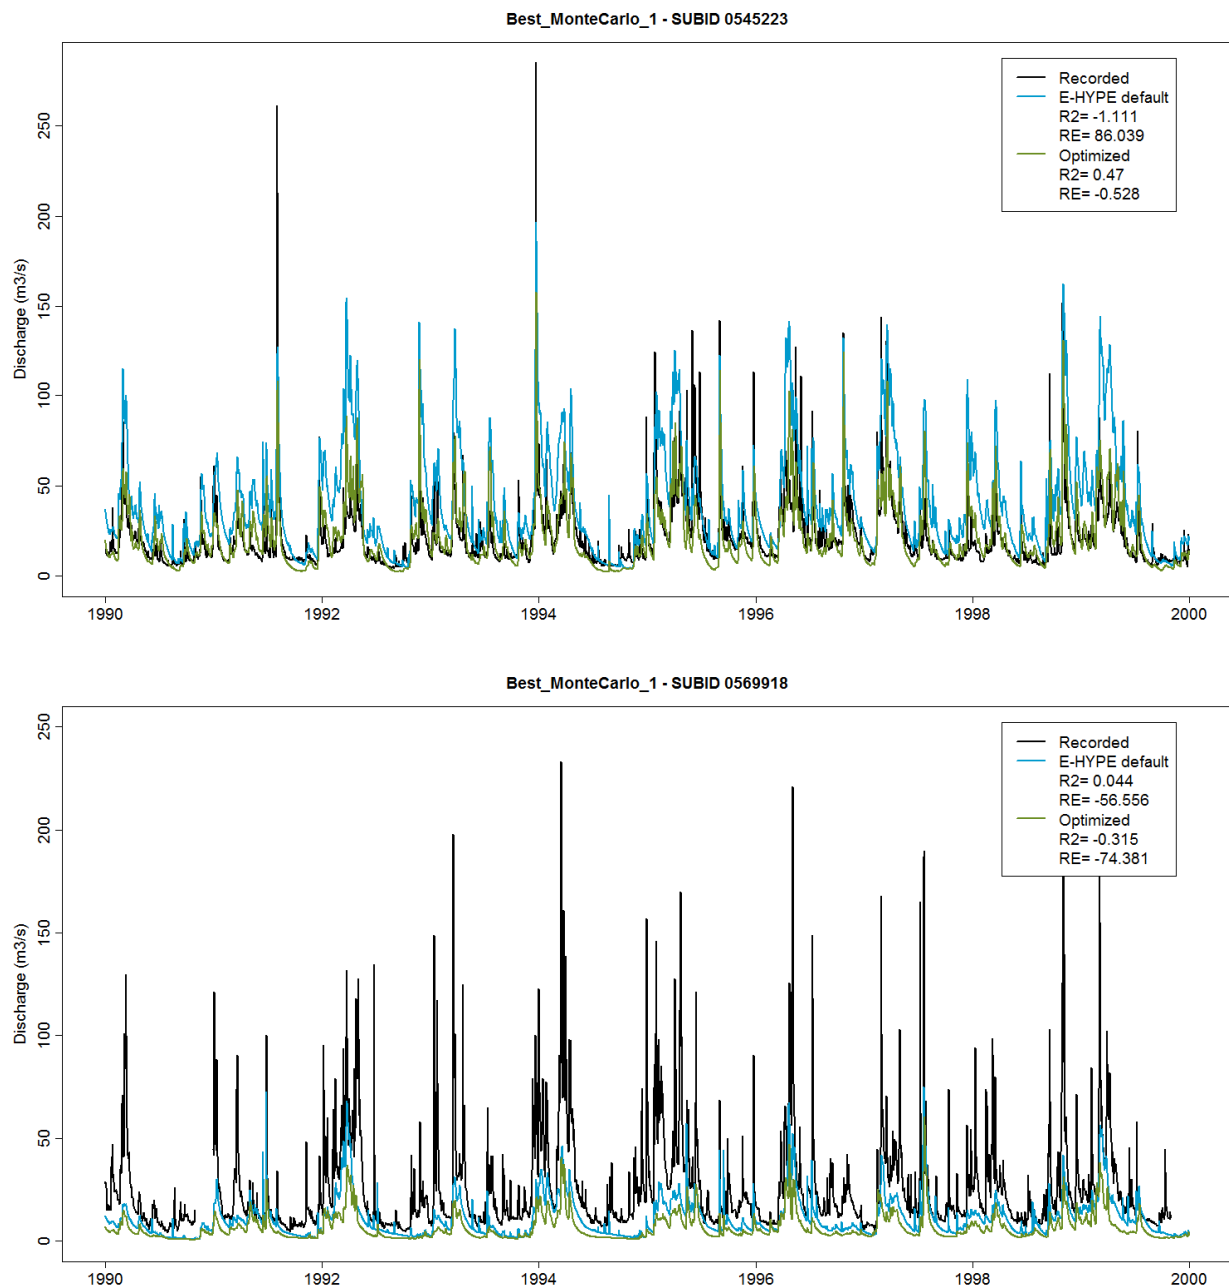 Best_MonteCarlo_1 - SUBID 0545223
Recorded
E-HYPE default
R2= -1.111
RE= 86.039
Optimized
R2= 0.47
RE= -0.528
Discharge (m3/s)
250
200
150
100
50
0
1990 1992 1994 1996 1998 2000
Best_MonteCarlo_1 - SUBID 0569918
Recorded
E-HYPE default
R2= 0.044
RE= -56.556
Optimized
R2= -0.315
RE= -74.381
Discharge (m3/s)
250
200
150
100
50
0
1990 1992 1994 1996 1998 2000